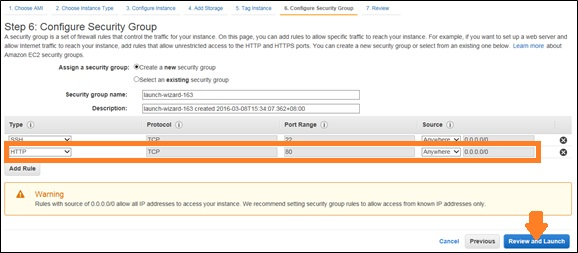 1. Choose AMI 2. Choose Instance Type 3. Configure Instance 4. Add Storage 5. Tag Instance 6. Configure Security Group 7. Review
Step 6: Configure Security Group
A security group is a set of firewall rules that control the traffic for your instance. On this page, you can add rules to allow specific traffic to reach your instance. For example, if you want to set up a web server and
allow Internet traffic to reach your instance, add rules that allow unrestricted access to the HTTP and HTTPS ports. You can create a new security group or select from an existing one below. Learn more about
Amazon EC2 security groups.
Assign a security group: Create a new security group
Select an existing security group
Security group name: launch-wizard-163
Description: launch-wizard-163 created 2016-03-08T15:34:07.362+08:00
Type Protocol Port Range Source
SSH TCP 22 Anywhere 0.0.0.0/0
HTTP TCP 80 Anywhere 0.0.0.0/0
Add Rule
Warning
Rules with source of 0.0.0.0/0 allow all IP addresses to access your instance. We recommend setting security group rules to allow access from known IP addresses only.
Cancel Previous Review and Launch